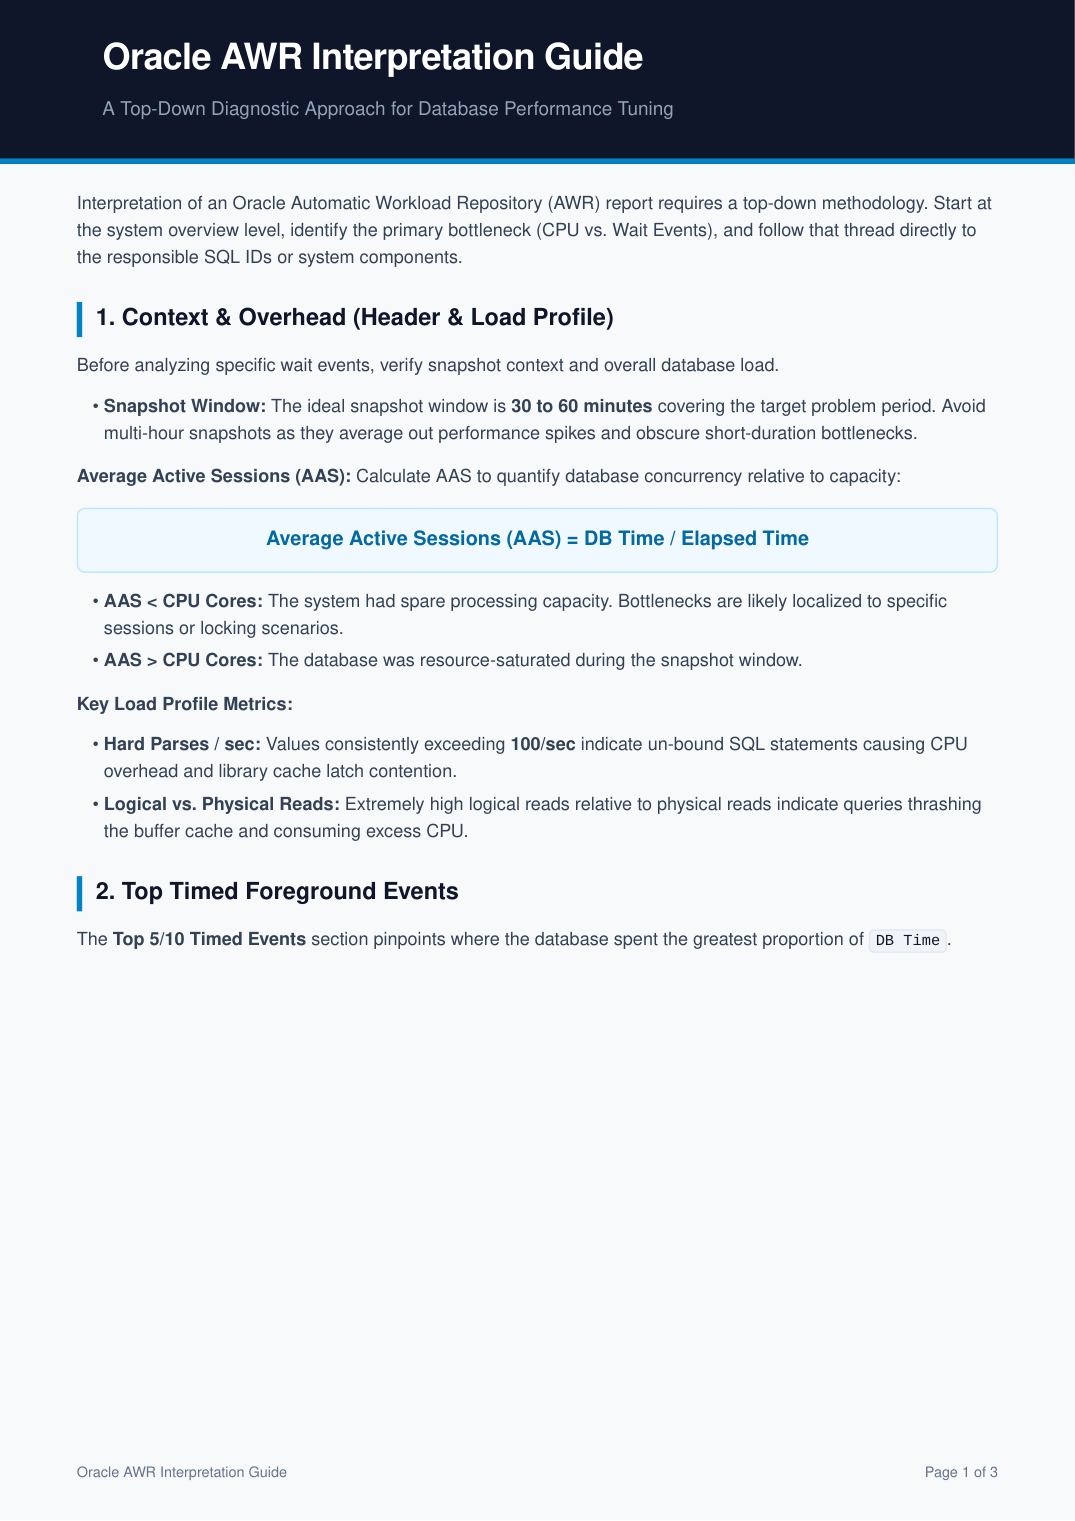 Oracle AWR Interpretation Guide
A Top-Down Diagnostic Approach for Database Performance Tuning
Interpretation of an Oracle Automatic Workload Repository (AWR) report requires a top-down methodology. Start at
the system overview level, identify the primary bottleneck (CPU vs. Wait Events), and follow that thread directly to
the responsible SQL IDs or system components.
1. Context & Overhead (Header & Load Profile)
Before analyzing specific wait events, verify snapshot context and overall database load.
• Snapshot Window: The ideal snapshot window is 30 to 60 minutes covering the target problem period. Avoid
multi-hour snapshots as they average out performance spikes and obscure short-duration bottlenecks.
Average Active Sessions (AAS): Calculate AAS to quantify database concurrency relative to capacity:
Average Active Sessions (AAS) = DB Time / Elapsed Time
• AAS < CPU Cores: The system had spare processing capacity. Bottlenecks are likely localized to specific
sessions or locking scenarios.
• AAS > CPU Cores: The database was resource-saturated during the snapshot window.
Key Load Profile Metrics:
• Hard Parses / sec: Values consistently exceeding 100/sec indicate un-bound SQL statements causing CPU
overhead and library cache latch contention.
• Logical vs. Physical Reads: Extremely high logical reads relative to physical reads indicate queries thrashing
the buffer cache and consuming excess CPU.
2. Top Timed Foreground Events
The Top 5/10 Timed Events section pinpoints where the database spent the greatest proportion of DB Time.
Oracle AWR Interpretation Guide
Page 1 of 3